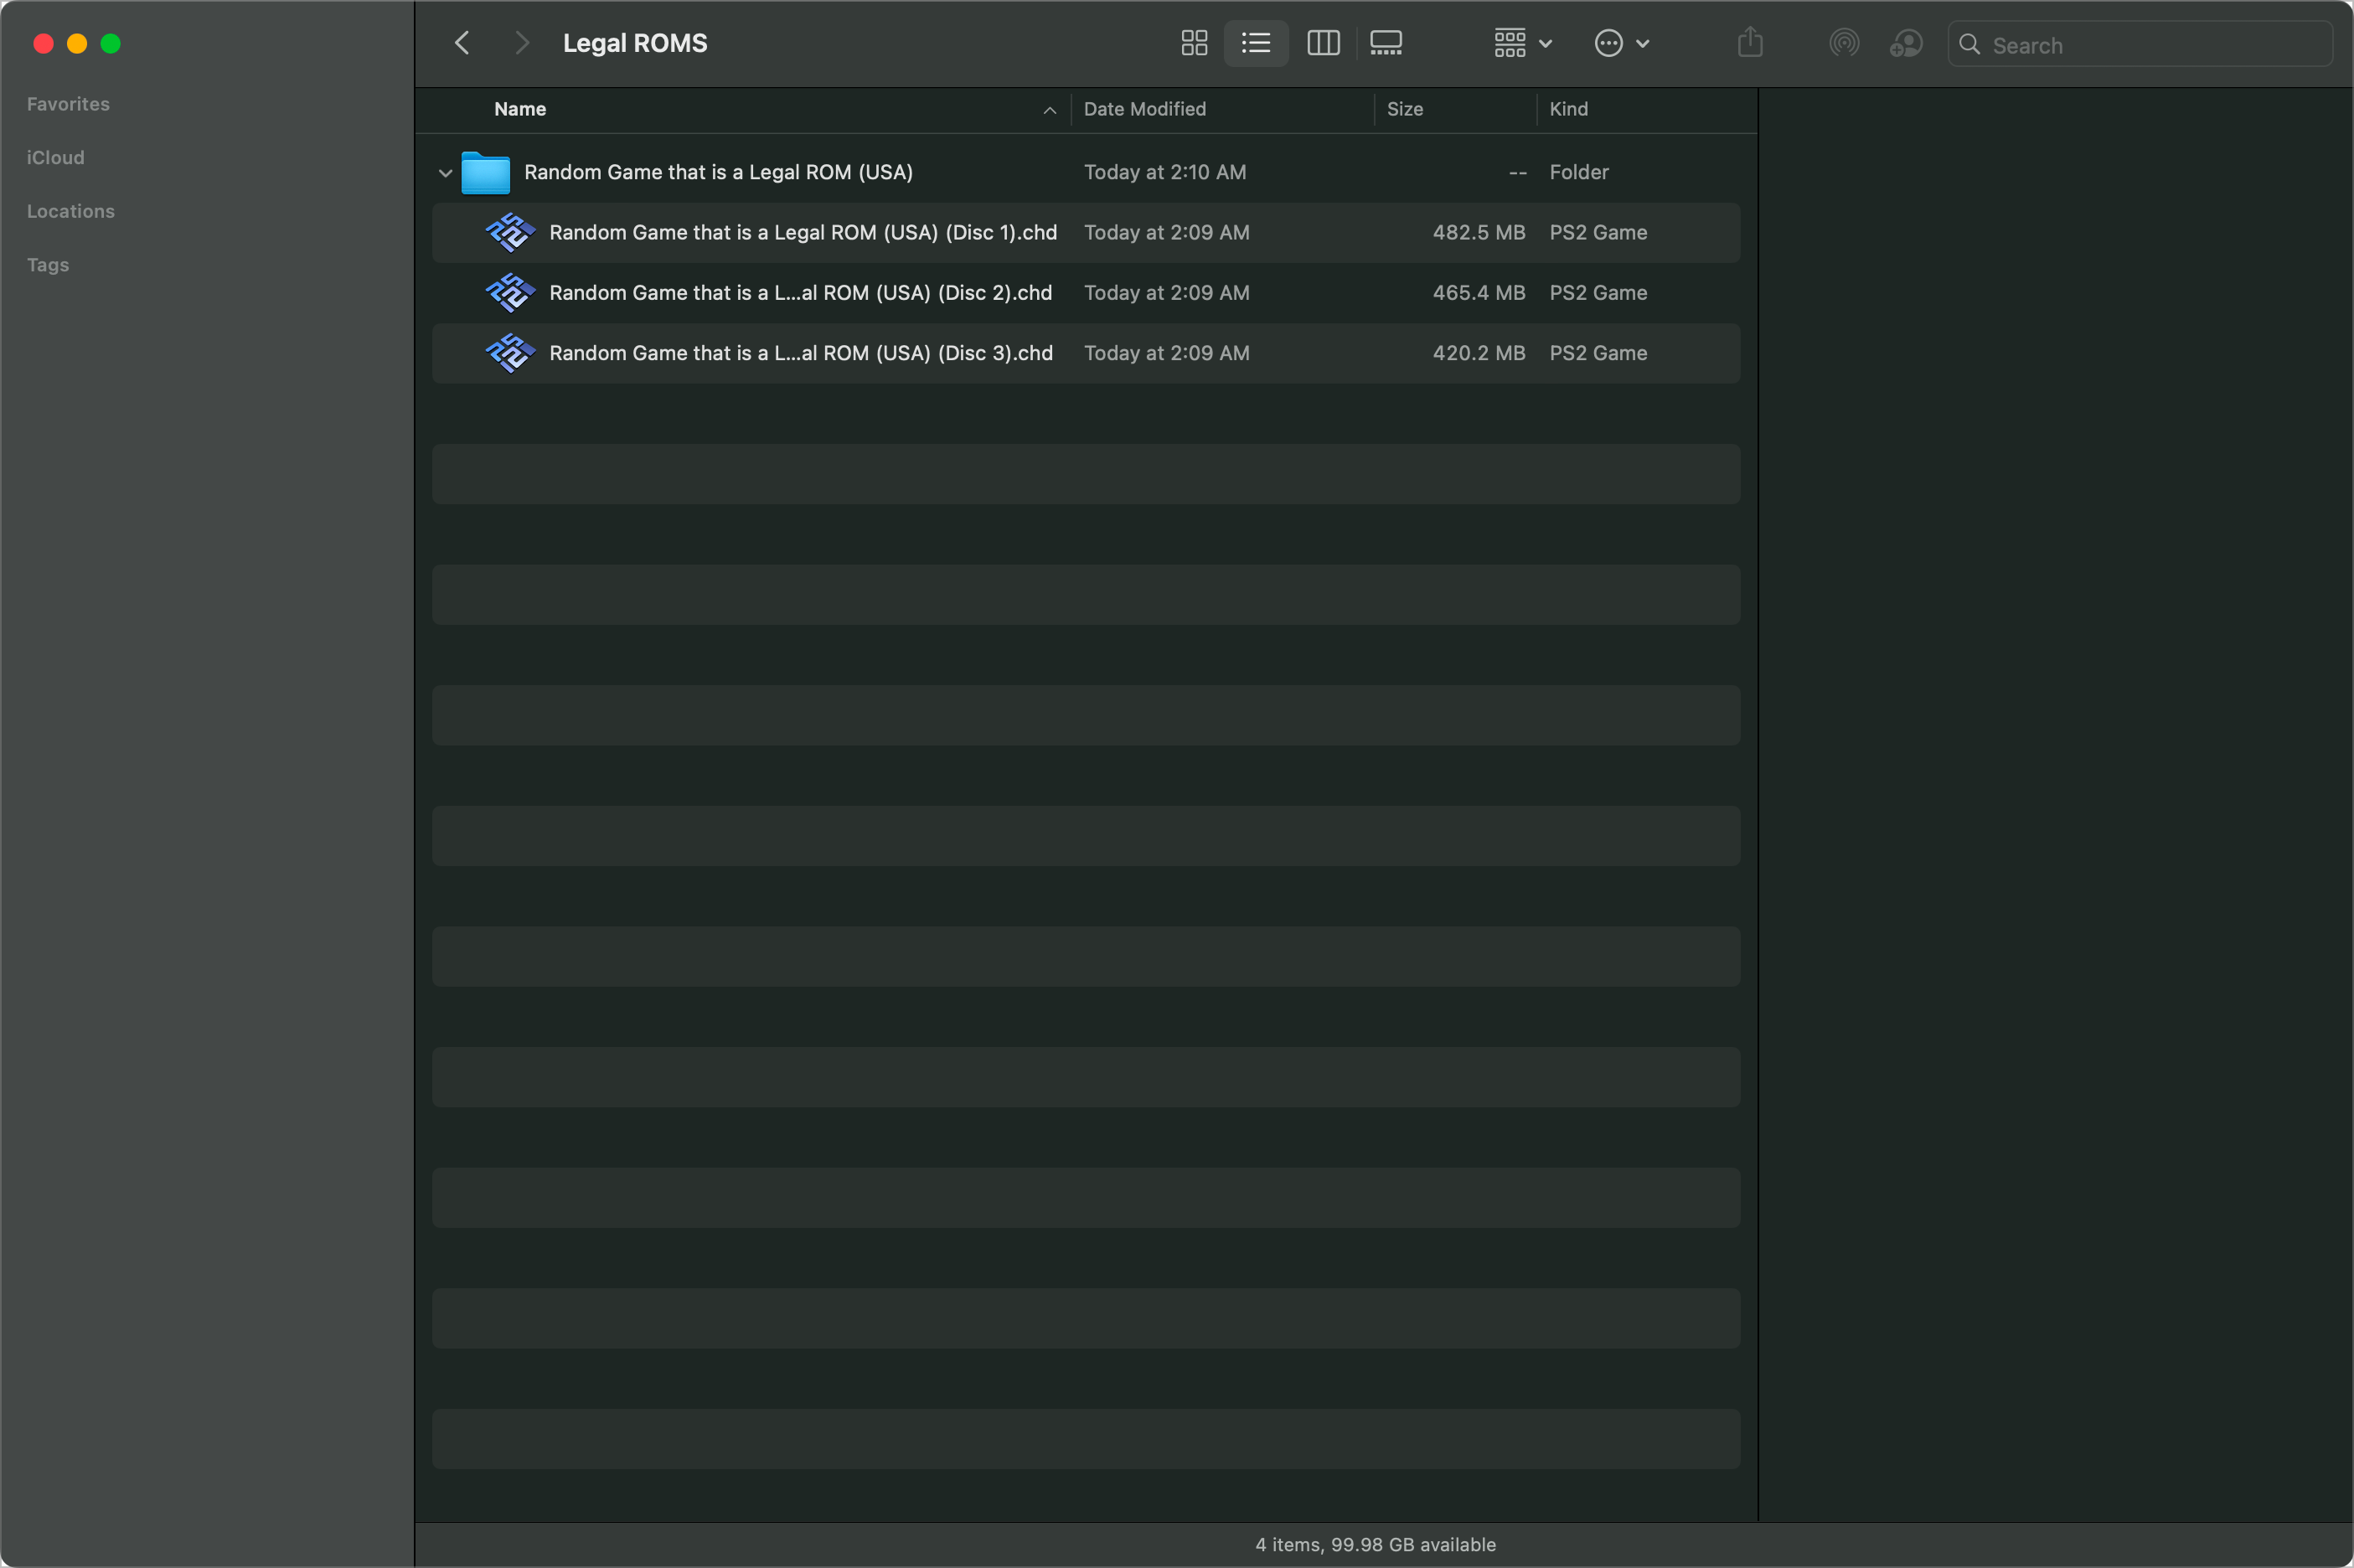 Legal ROMS
Search
Favorites
iCloud
Locations
Tags
Name Date Modified Size Kind
Random Game that is a Legal ROM (USA) Today at 2:10 AM -- Folder
Random Game that is a Legal ROM (USA) (Disc 1).chd Today at 2:09 AM 482.5 MB PS2 Game
Random Game that is a L...al ROM (USA) (Disc 2).chd Today at 2:09 AM 465.4 MB PS2 Game
Random Game that is a L...al ROM (USA) (Disc 3).chd Today at 2:09 AM 420.2 MB PS2 Game
4 items, 99.98 GB available